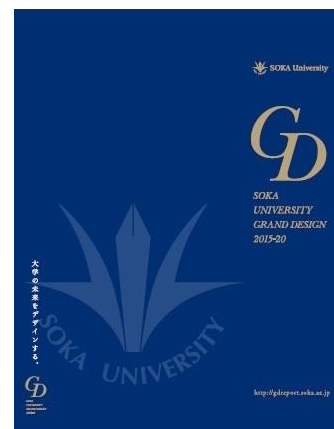 SOKA University
GD
SOKA
UNIVERSITY
GRAND DESIGN
2015-20
大学の未来をデザインする。
SOKA UNIVERSITY
GD
http://gdreport.soka.ac.jp